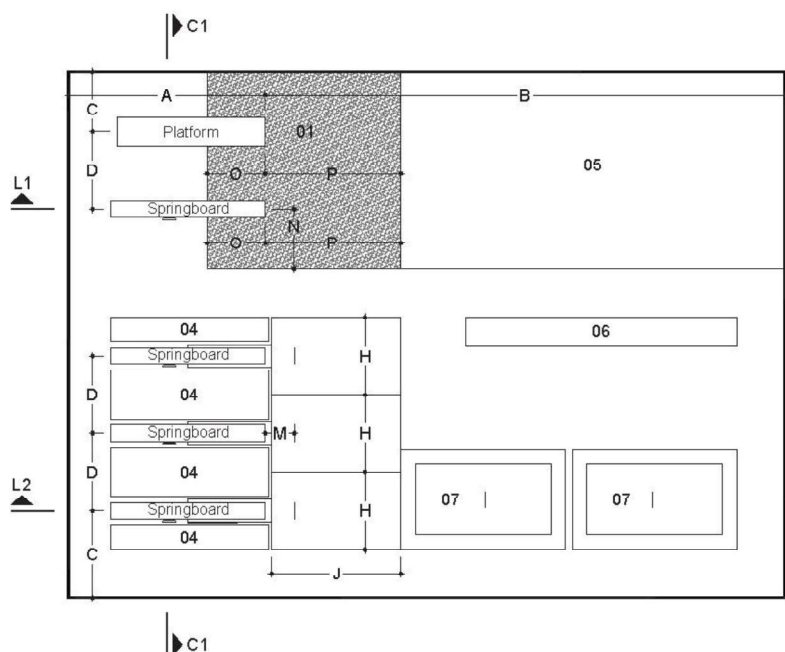 C1
A B
C
Platform 01
D O P 05
L1
Springboard
N
O P
04 06
Springboard H
D 04
Springboard M H
D 04 07 07
L2
Springboard H
04
C
J
C1